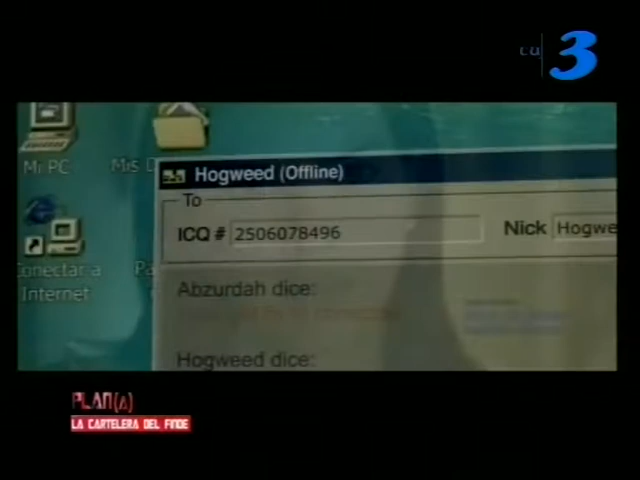 cu 3
Mi PC
Mis D
Hogweed (Offline)
To
ICQ # 2506078496
Nick Hogwe
Conectar a
Internet
Pa
Abzurdah dice:
Hogweed dice:
PLAN(A)
LA CARTELERA DEL FINDE